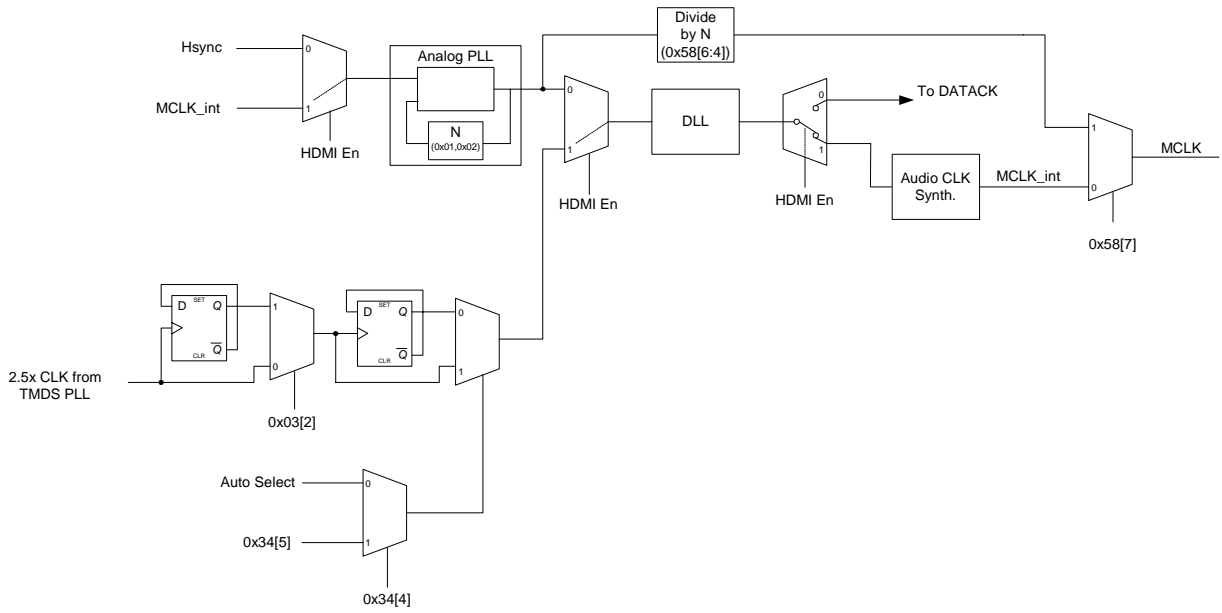 Hsync
0
MCLK_int
1
HDMI En
Analog PLL
N
(0x01,0x02)
Divide
by N
(0x58[6:4])
0
1
HDMI En
DLL
0
1
HDMI En
To DATACK
Audio CLK
Synth.
MCLK_int
1
0
MCLK
0x58[7]
2.5x CLK from
TMDS PLL
D
SET
Q
CLR
Q
1
0
0x03[2]
D
SET
Q
CLR
Q
0
1
Auto Select
0
0x34[5]
1
0x34[4]